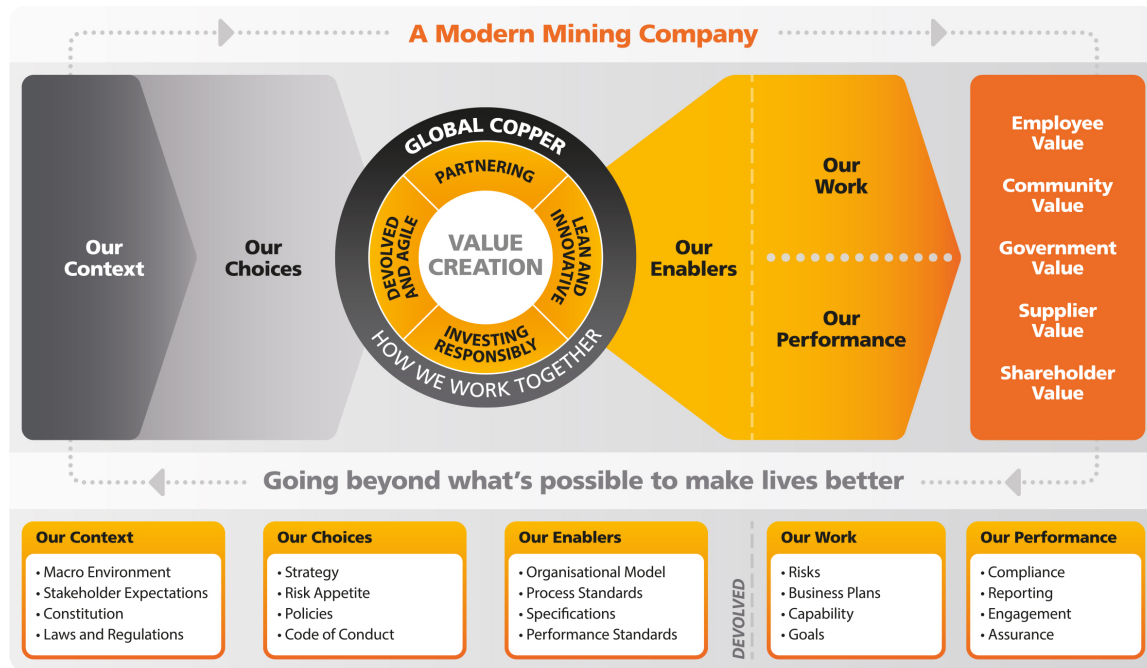 A Modern Mining Company
Our
Context
Our
Choices
GLOBAL COPPER
PARTNERING
DEVOLVED
AND AGILE
VALUE
CREATION
LEAN AND
INNOVATIVE
INVESTING
RESPONSIBLY
HOW WE WORK TOGETHER
Our
Enablers
Our
Work
Our
Performance
Employee
Value
Community
Value
Government
Value
Supplier
Value
Shareholder
Value
Going beyond what’s possible to make lives better
Our Context
• Macro Environment
• Stakeholder Expectations
• Constitution
• Laws and Regulations
Our Choices
• Strategy
• Risk Appetite
• Policies
• Code of Conduct
Our Enablers
• Organisational Model
• Process Standards
• Specifications
• Performance Standards
DEVOLVED
Our Work
• Risks
• Business Plans
• Capability
• Goals
Our Performance
• Compliance
• Reporting
• Engagement
• Assurance